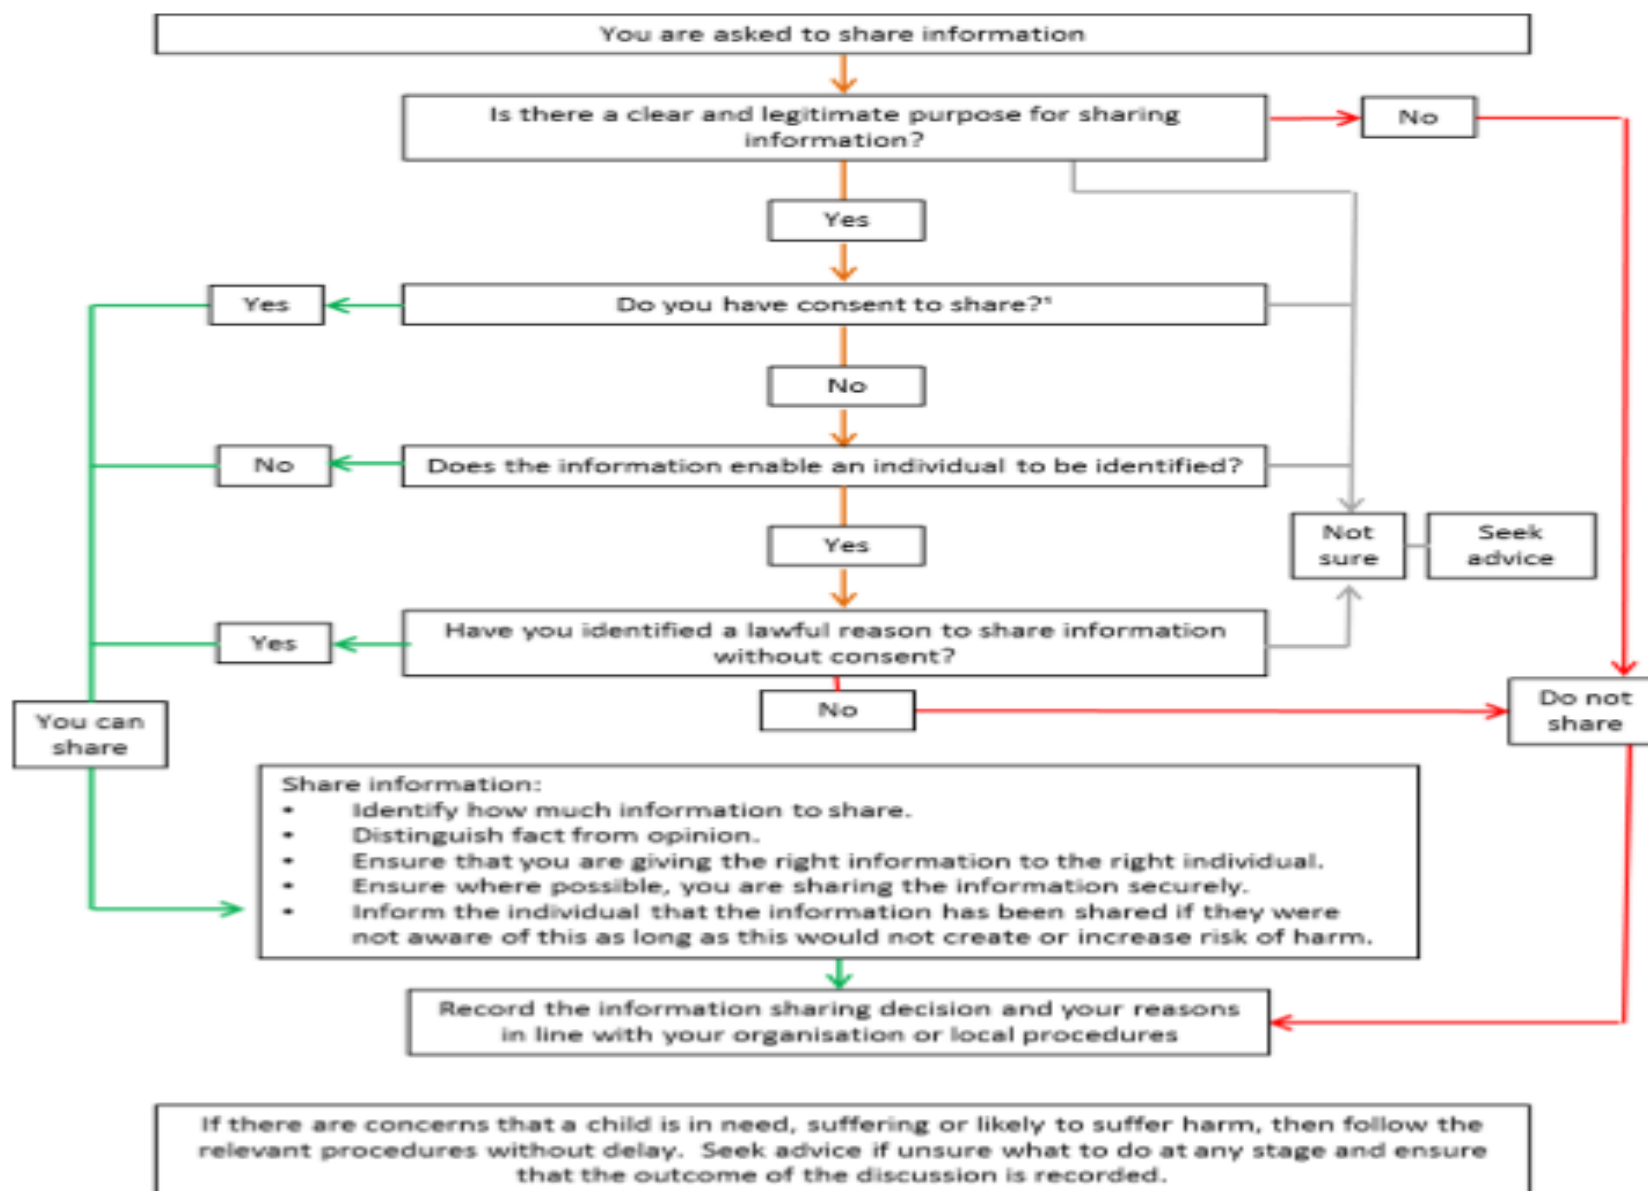 You are asked to share information
Is there a clear and legitimate purpose for sharing
information?
No
Yes
Yes
Do you have consent to share?¹
No
No
Does the information enable an individual to be identified?
Not
sure
Seek
advice
Yes
Yes
Have you identified a lawful reason to share information
without consent?
No
Do not
share
You can
share
Share information:
• Identify how much information to share.
• Distinguish fact from opinion.
• Ensure that you are giving the right information to the right individual.
• Ensure where possible, you are sharing the information securely.
• Inform the individual that the information has been shared if they were
not aware of this as long as this would not create or increase risk of harm.
Record the information sharing decision and your reasons
in line with your organisation or local procedures
If there are concerns that a child is in need, suffering or likely to suffer harm, then follow the
relevant procedures without delay. Seek advice if unsure what to do at any stage and ensure
that the outcome of the discussion is recorded.